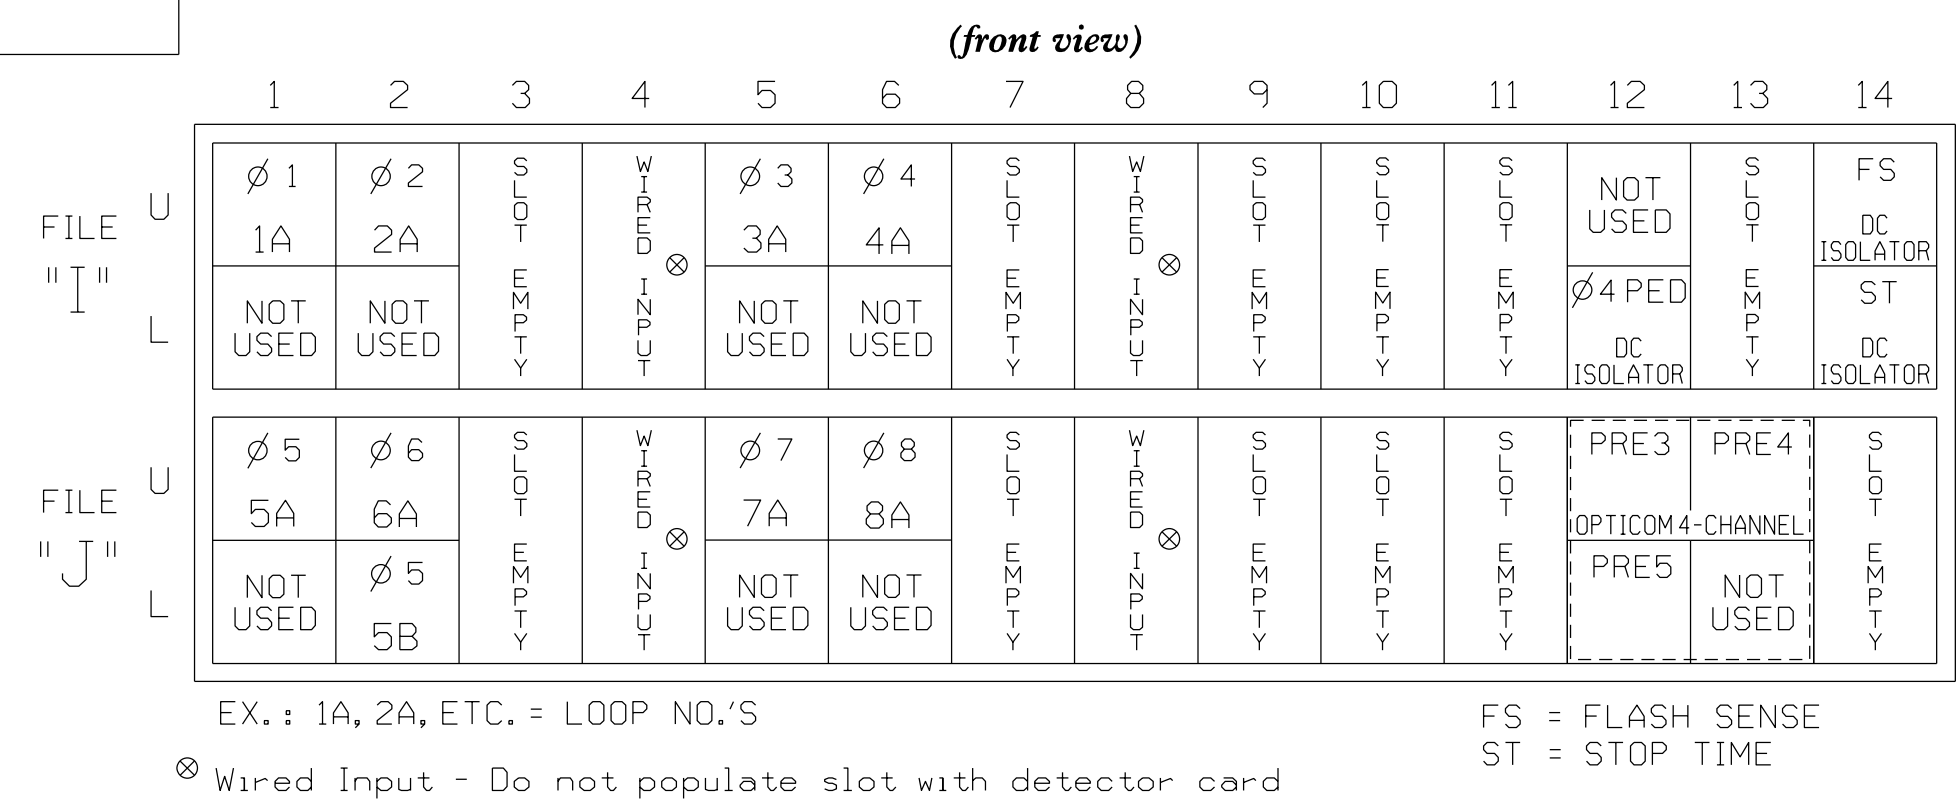 (front view)
1 2 3 4 5 6 7 8 9 10 11 12 13 14
FILE "I"
U
L
Ø 1
1A
NOT USED
Ø 2
2A
NOT USED
SLOT EMPTY
WIRED INPUT ⊗
Ø 3
3A
NOT USED
Ø 4
4A
NOT USED
SLOT EMPTY
WIRED INPUT ⊗
SLOT EMPTY
SLOT EMPTY
SLOT EMPTY
NOT USED
Ø4 PED
DC ISOLATOR
SLOT EMPTY
FS
DC ISOLATOR
ST
DC ISOLATOR
FILE "J"
U
L
Ø 5
5A
NOT USED
Ø 6
6A
Ø 5
5B
SLOT EMPTY
WIRED INPUT ⊗
Ø 7
7A
NOT USED
Ø 8
8A
NOT USED
SLOT EMPTY
WIRED INPUT ⊗
SLOT EMPTY
SLOT EMPTY
SLOT EMPTY
PRE3
PRE4
OPTICOM 4-CHANNEL
PRE5
NOT USED
SLOT EMPTY
EX.: 1A, 2A, ETC. = LOOP NO.'S
FS = FLASH SENSE
ST = STOP TIME
⊗ Wired Input - Do not populate slot with detector card